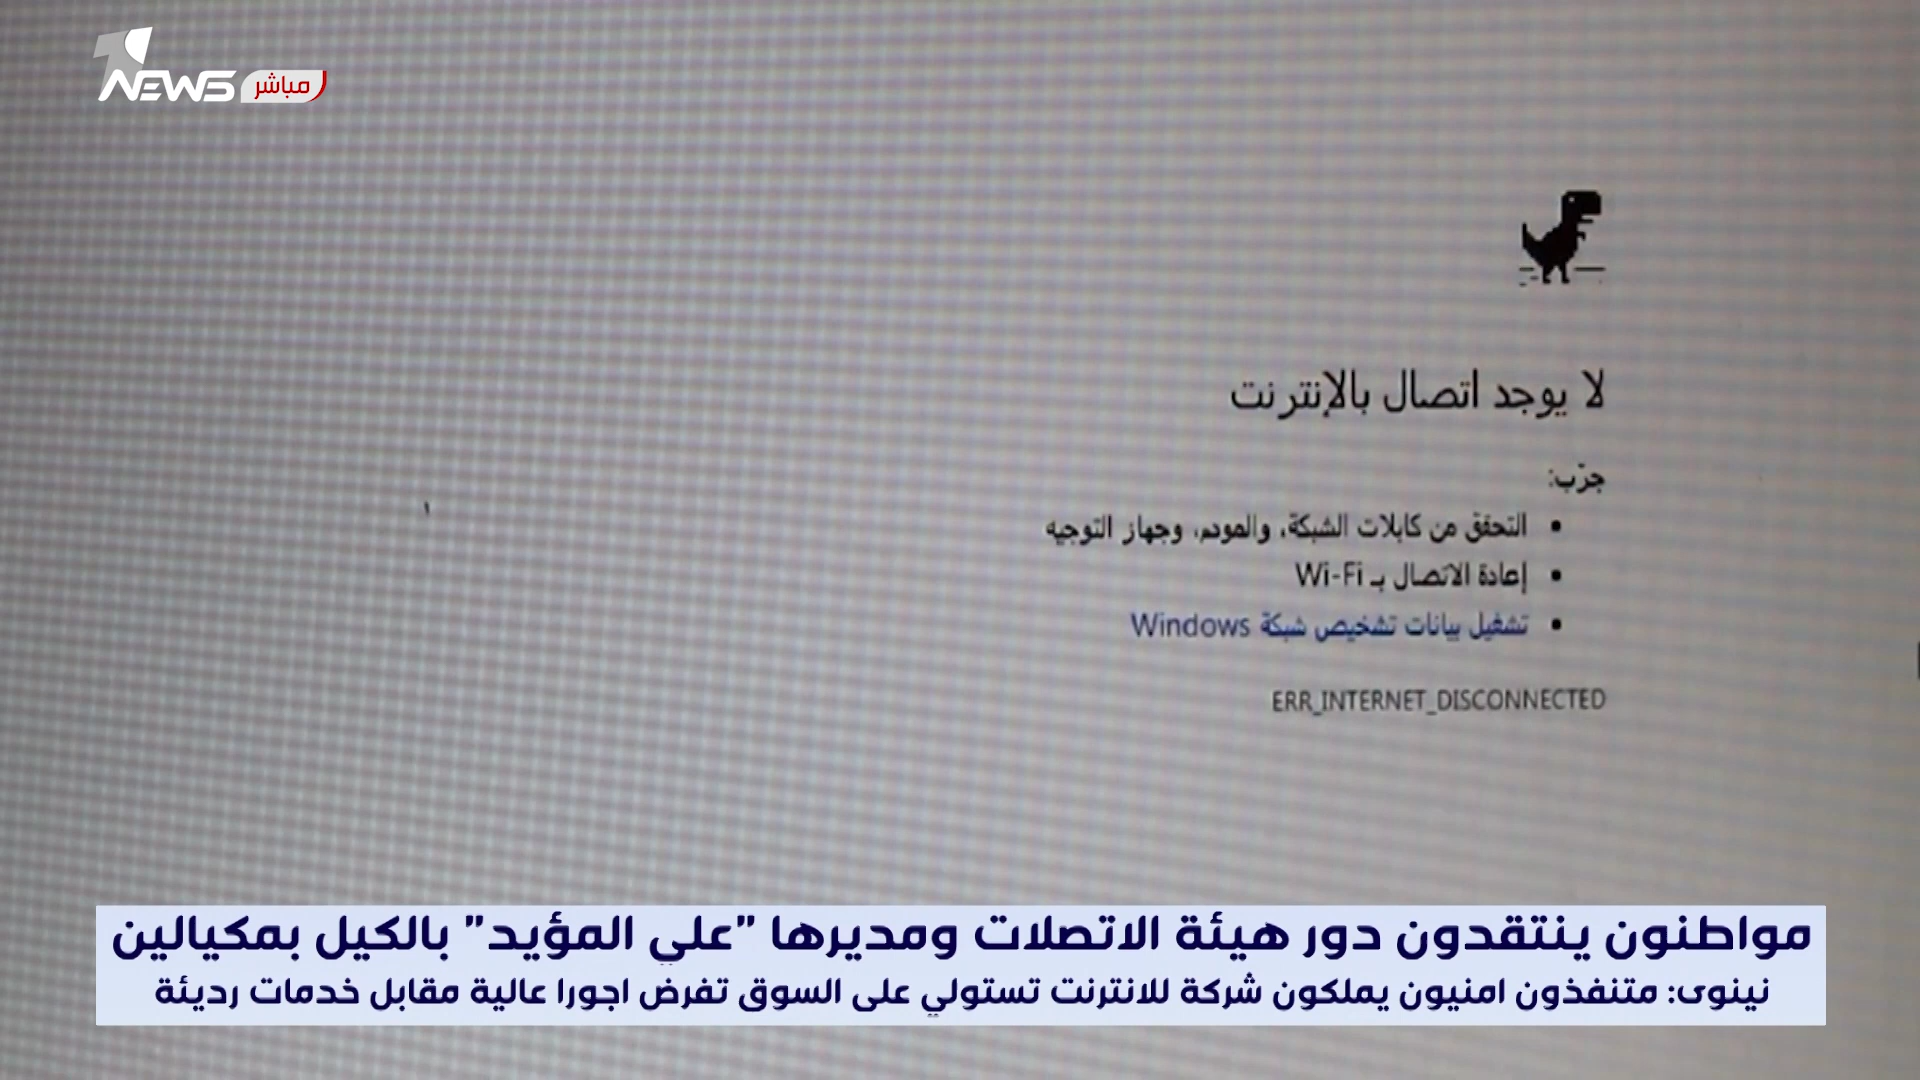 NEWS مباشر
لا يوجد اتصال بالإنترنت
جرّب:
• التحقق من كابلات الشبكة، والمودم، وجهاز التوجيه
• إعادة الاتصال بـ Wi-Fi
• تشغيل بيانات تشخيص شبكة Windows
ERR_INTERNET_DISCONNECTED
مواطنون ينتقدون دور هيئة الاتصلات ومديرها "علي المؤيد" بالكيل بمكيالين
نينوى: متنفذون امنيون يملكون شركة للانترنت تستولي على السوق تفرض اجورا عالية مقابل خدمات رديئة